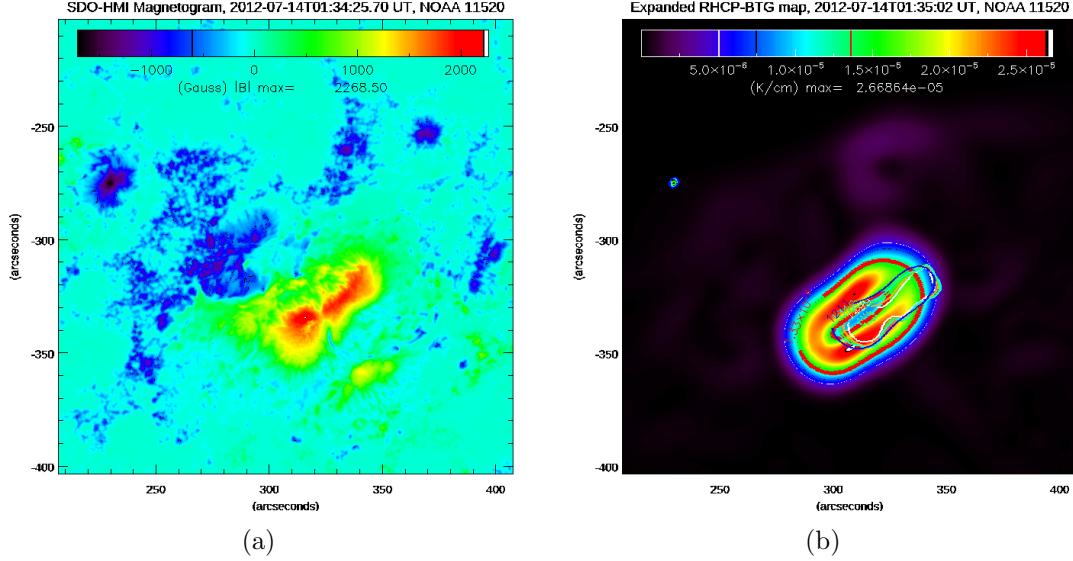 SDO-HMI Magnetogram, 2012-07-14T01:34:25.70 UT, NOAA 11520
−1000 0 1000 2000
(Gauss) |B| max= 2268.50
-250
-300
-350
-400
(arcseconds)
250 300 350 400
(arcseconds)
(a)
Expanded RHCP-BTG map, 2012-07-14T01:35:02 UT, NOAA 11520
5.0×10⁻⁶ 1.0×10⁻⁵ 1.5×10⁻⁵ 2.0×10⁻⁵ 2.5×10⁻⁵
(K/cm) max= 2.66864e−05
-250
-300
-350
-400
(arcseconds)
250 300 350 400
(arcseconds)
(b)